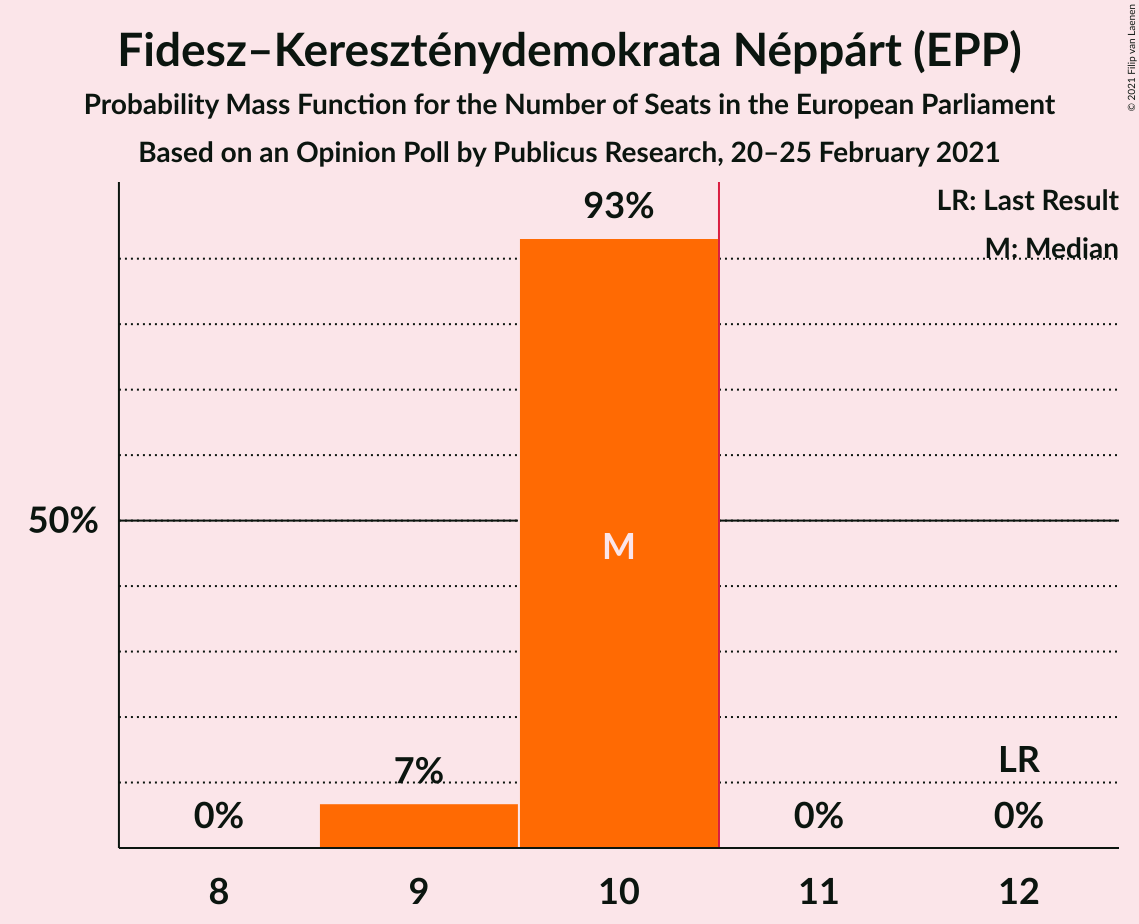 Fidesz–Kereszténydemokrata Néppárt (EPP)
Probability Mass Function for the Number of Seats in the European Parliament
Based on an Opinion Poll by Publicus Research, 20–25 February 2021
© 2021 Filip van Laenen
LR: Last Result
M: Median
93%
50%
M
7%
LR
0%
0%
0%
8
9
10
11
12